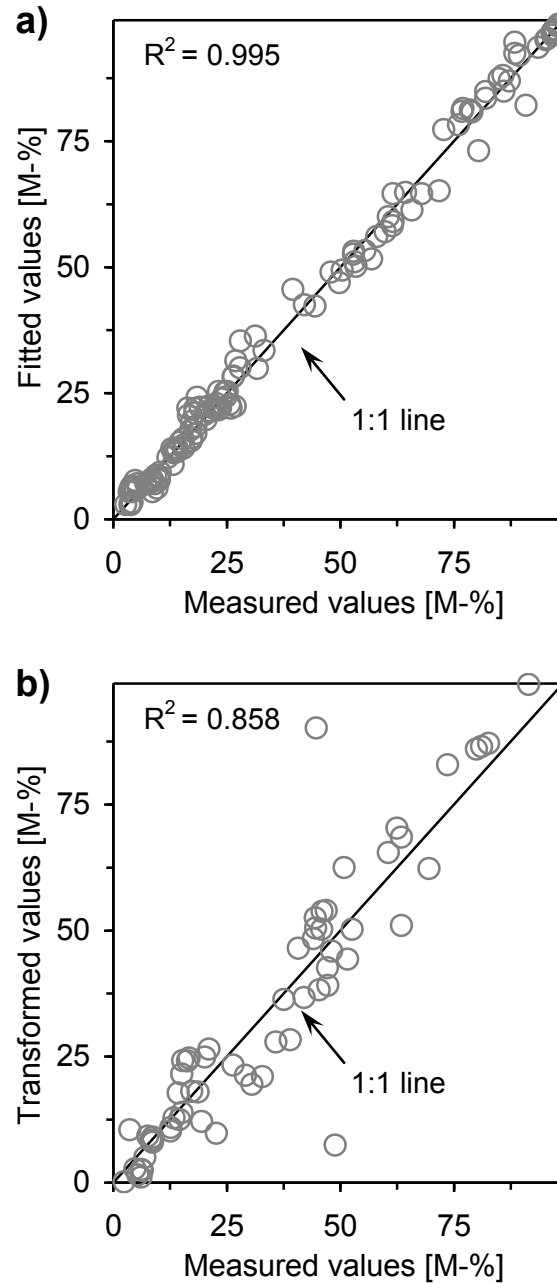 a)
R² = 0.995
Fitted values [M-%]
75
50
25
0
1:1 line
0
25
50
75
Measured values [M-%]
b)
R² = 0.858
Transformed values [M-%]
75
50
25
0
1:1 line
0
25
50
75
Measured values [M-%]